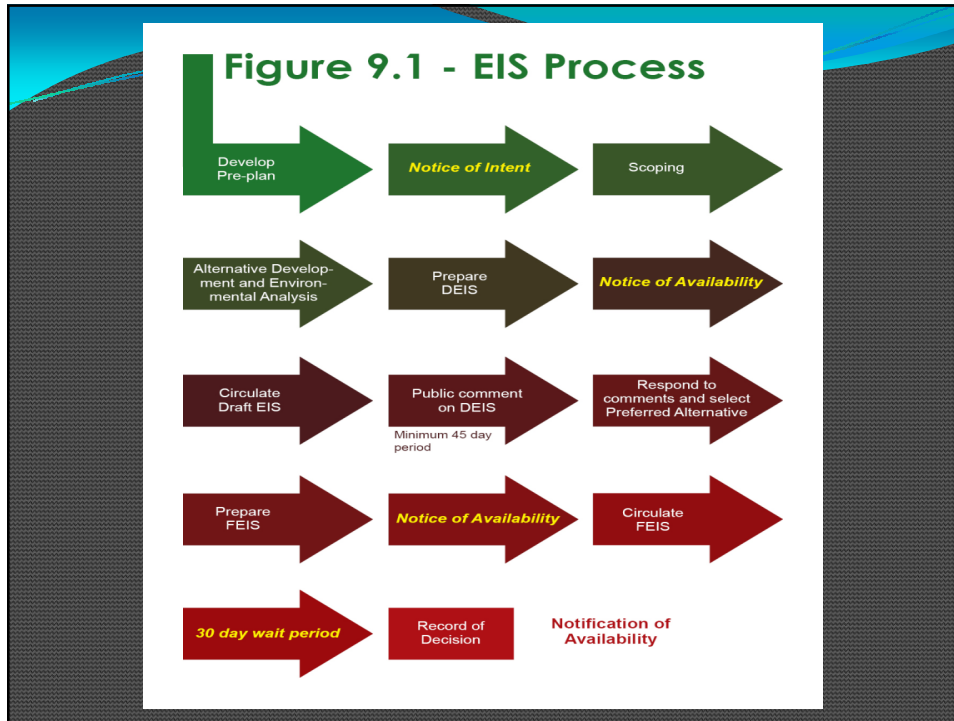 Figure 9.1 - EIS Process
Develop
Pre-plan
Notice of Intent
Scoping
Alternative Develop-
ment and Environ-
mental Analysis
Prepare
DEIS
Notice of Availability
Circulate
Draft EIS
Public comment
on DEIS
Minimum 45 day
period
Respond to
comments and select
Preferred Alternative
Prepare
FEIS
Notice of Availability
Circulate
FEIS
30 day wait period
Record of
Decision
Notification of
Availability